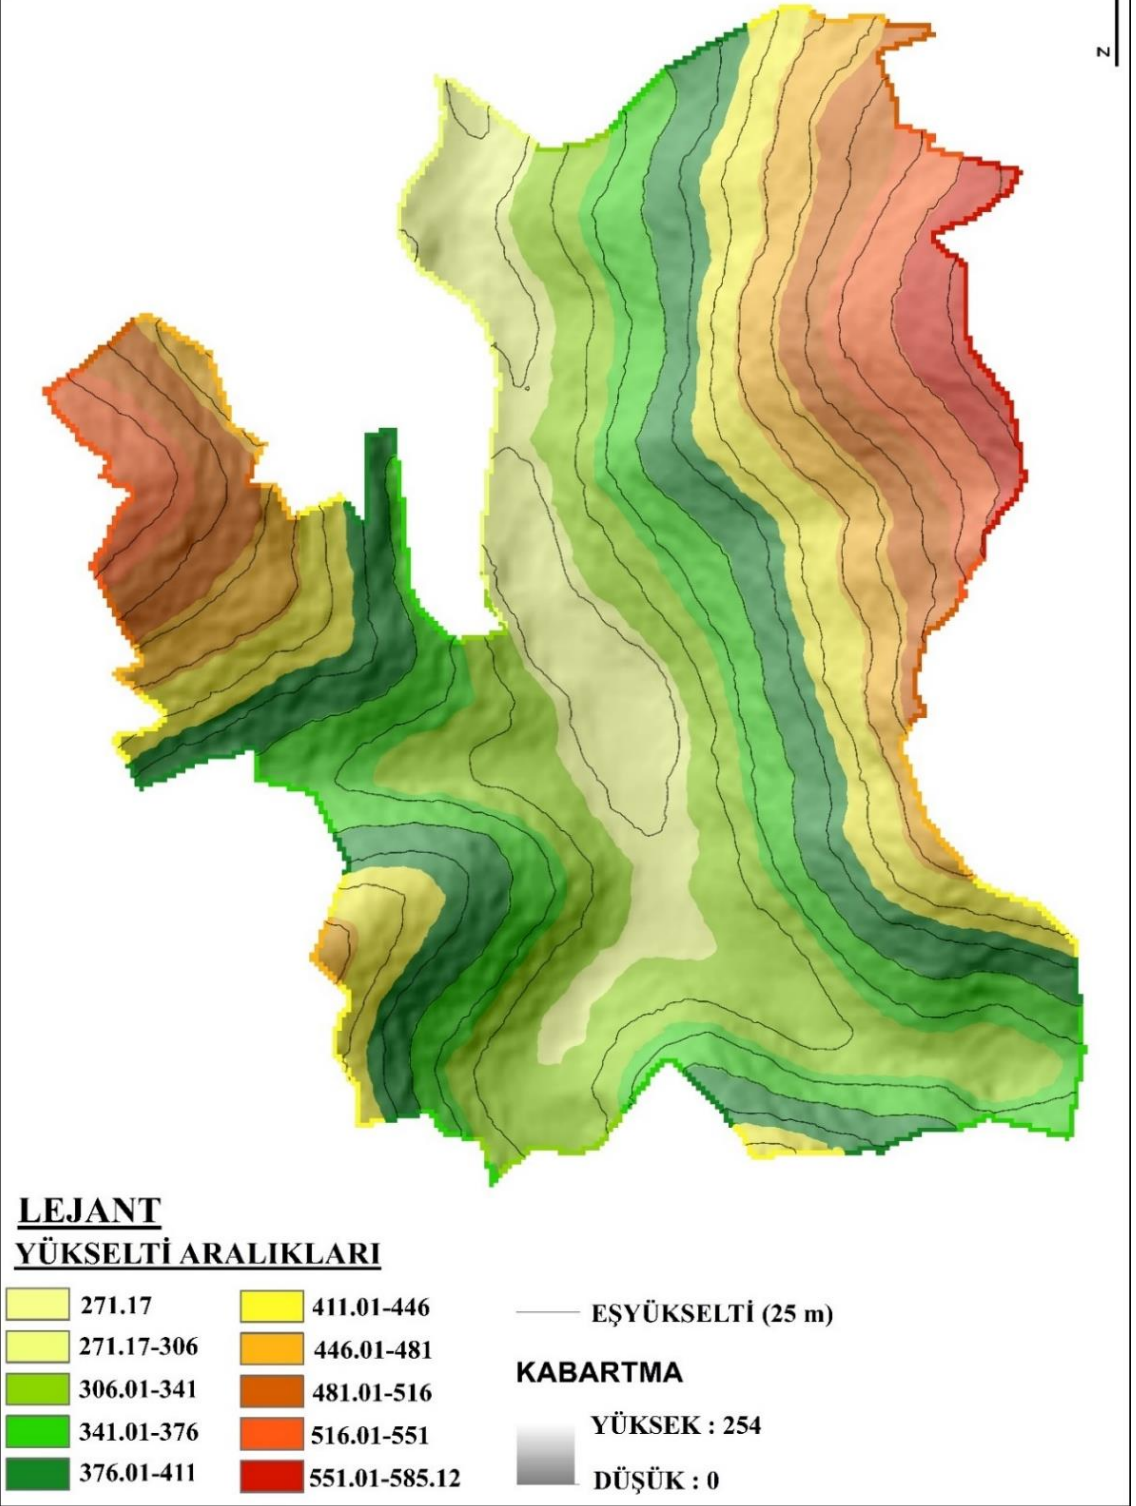 N
LEJANT
YÜKSELTİ ARALIKLARI
271.17
271.17-306
306.01-341
341.01-376
376.01-411
411.01-446
446.01-481
481.01-516
516.01-551
551.01-585.12
EŞYÜKSELTİ (25 m)
KABARTMA
YÜKSEK : 254
DÜŞÜK : 0